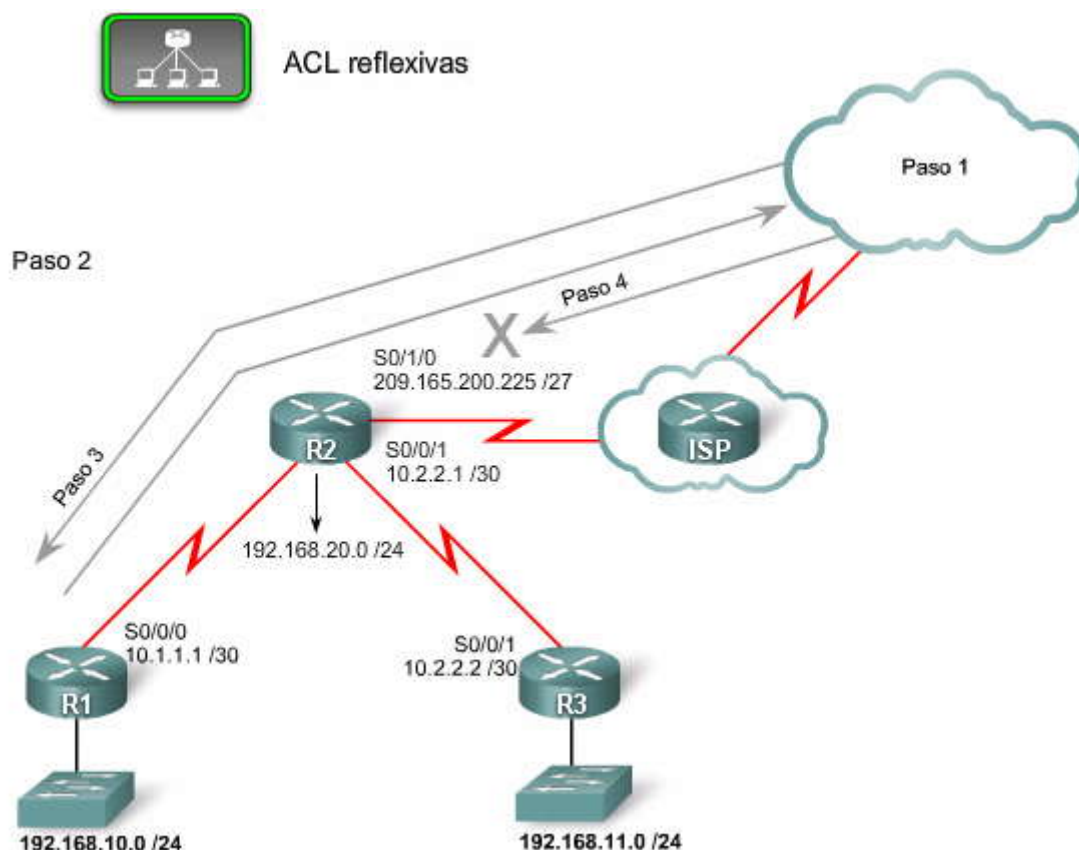 ACL reflexivas
Paso 1
Paso 2
Paso 4
S0/1/0
209.165.200.225 /27
R2
S0/0/1
10.2.2.1 /30
ISP
Paso 3
192.168.20.0 /24
S0/0/0
10.1.1.1 /30
S0/0/1
10.2.2.2 /30
R1
R3
192.168.10.0 /24
192.168.11.0 /24